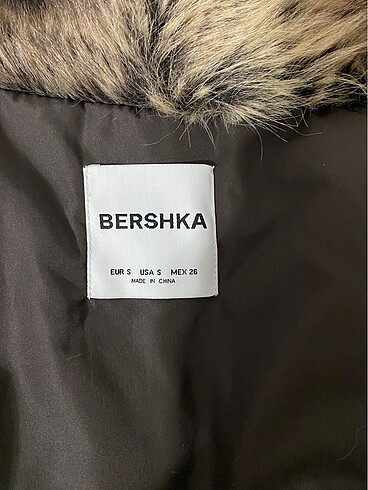 BERSHKA
EUR S USA S MEX 26
MADE IN CHINA